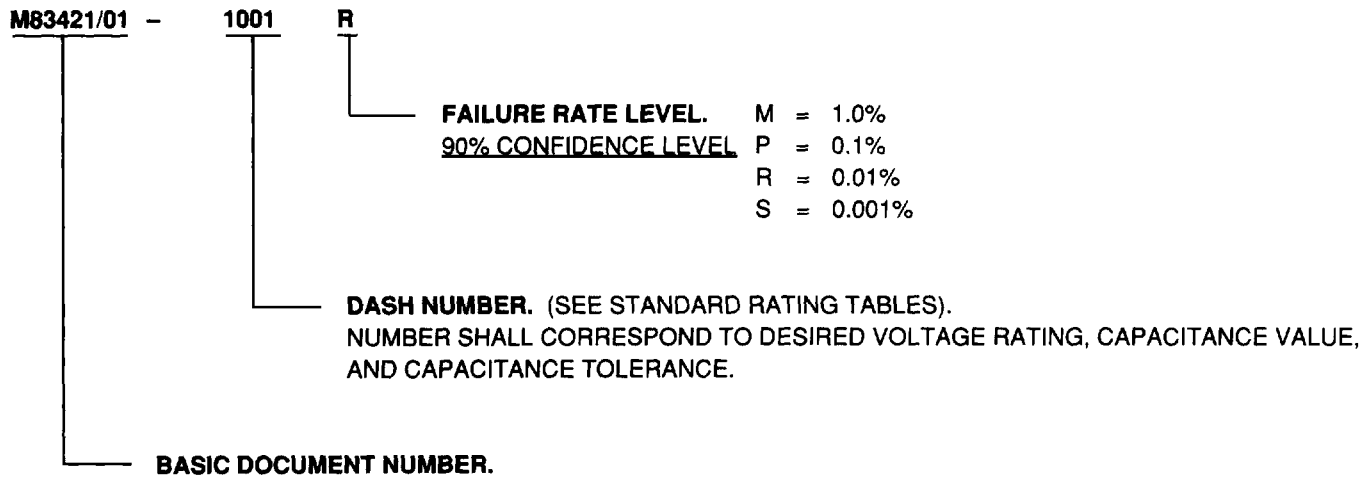 M83421/01 – 1001 R
FAILURE RATE LEVEL. M = 1.0%
90% CONFIDENCE LEVEL P = 0.1%
R = 0.01%
S = 0.001%
DASH NUMBER. (SEE STANDARD RATING TABLES).
NUMBER SHALL CORRESPOND TO DESIRED VOLTAGE RATING, CAPACITANCE VALUE,
AND CAPACITANCE TOLERANCE.
BASIC DOCUMENT NUMBER.